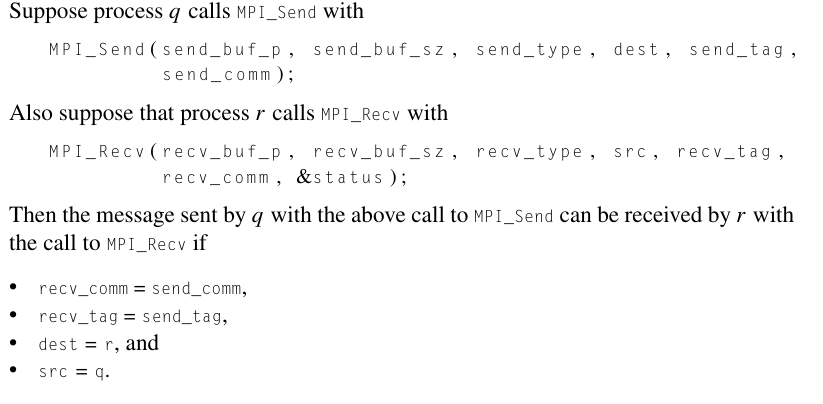 Suppose process q calls MPI_Send with
MPI_Send(send_buf_p, send_buf_sz, send_type, dest, send_tag,
send_comm);
Also suppose that process r calls MPI_Recv with
MPI_Recv(recv_buf_p, recv_buf_sz, recv_type, src, recv_tag,
recv_comm, &status);
Then the message sent by q with the above call to MPI_Send can be received by r with
the call to MPI_Recv if
• recv_comm = send_comm,
• recv_tag = send_tag,
• dest = r, and
• src = q.